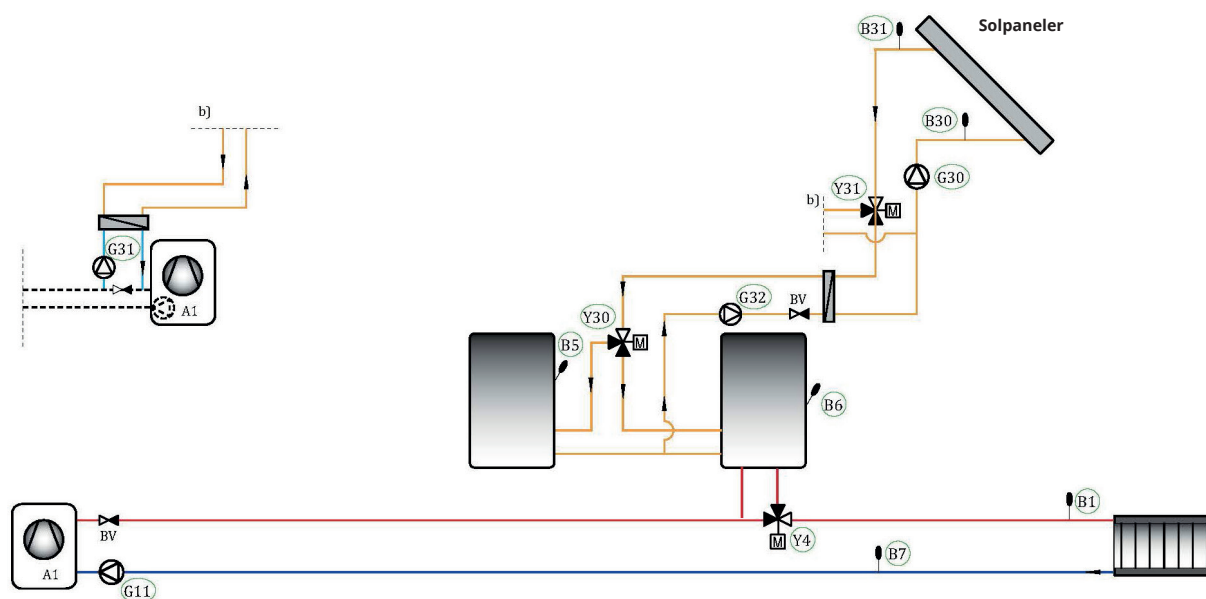 B31
Solpaneler
b)
B30
G30
Y31
b)
M
G31
A1
G32
BV
Y30
M
B5
B6
B1
BV
M
Y4
B7
A1
G11